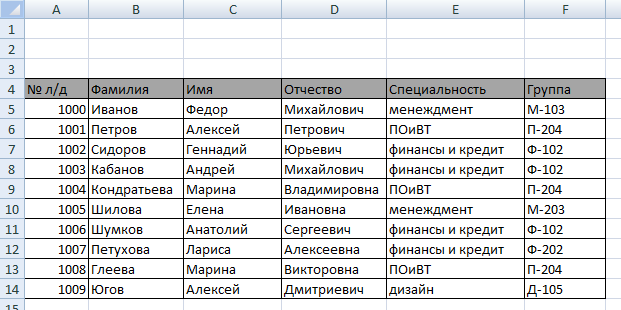 A B C D E F
1
2
3
4 № л/д Фамилия Имя Отчество Специальность Группа
5 1000 Иванов Федор Михайлович менеждмент М-103
6 1001 Петров Алексей Петрович ПОиВТ П-204
7 1002 Сидоров Геннадий Юрьевич финансы и кредит Ф-102
8 1003 Кабанов Андрей Михайлович финансы и кредит Ф-102
9 1004 Кондратьева Марина Владимировна ПОиВТ П-204
10 1005 Шилова Елена Ивановна менеждмент М-203
11 1006 Шумков Анатолий Сергеевич финансы и кредит Ф-102
12 1007 Петухова Лариса Алексеевна финансы и кредит Ф-202
13 1008 Глеева Марина Викторовна ПОиВТ П-204
14 1009 Югов Алексей Дмитриевич дизайн Д-105
15